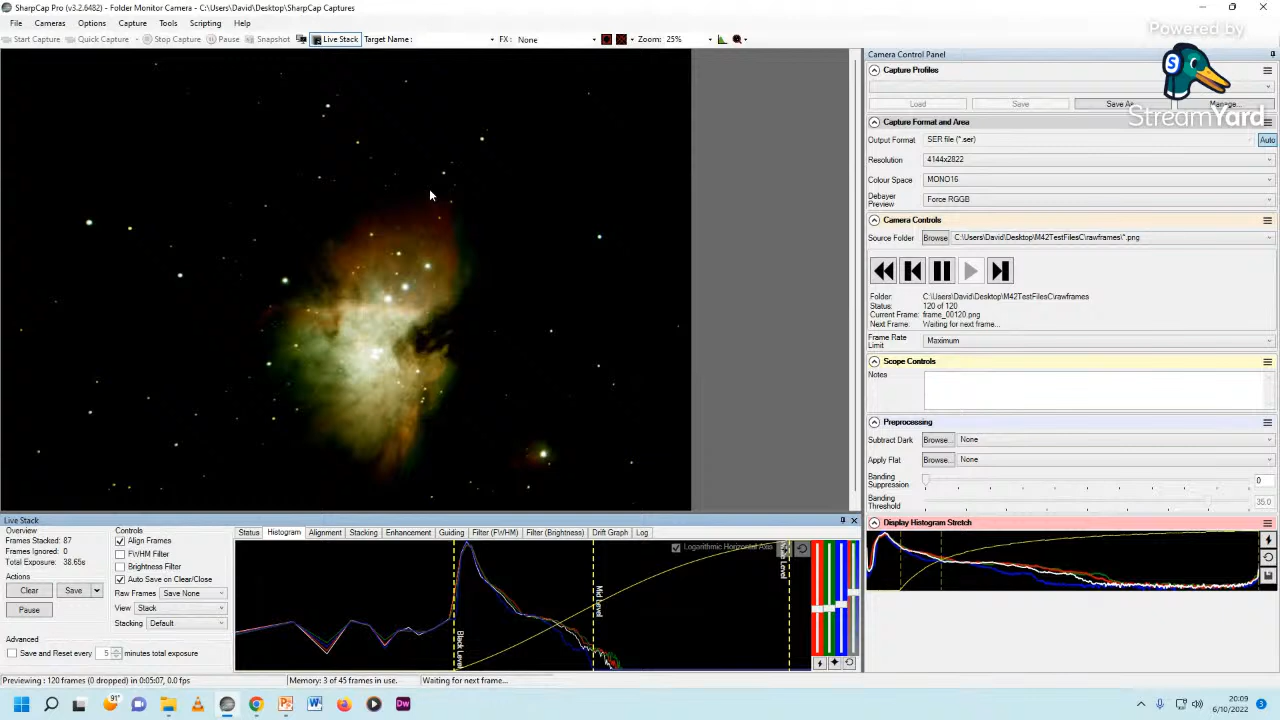 SharpCap Pro (v3.2.6482) - Folder Monitor Camera - C:\Users\David\Desktop\SharpCap Captures
File Cameras Options Capture Tools Scripting Help
Start Capture Quick Capture Stop Capture Pause Snapshot Live Stack Target Name: FX: None Zoom: 25%
Powered by
StreamYard
Camera Control Panel
Capture Profiles
Load Save Save As Manage...
Capture Format and Area
Output Format SER file (*.ser) Auto
Resolution 4144x2822
Colour Space MONO16
Debayer Preview Force RGGB
Camera Controls
Source Folder Browse C:\Users\David\Desktop\M42TestFilesC\rawframes\*.png
Folder: C:\Users\David\Desktop\M42TestFilesC\rawframes
Status: 120 of 120
Current Frame: frame_00120.png
Next Frame: Waiting for next frame...
Frame Rate Limit Maximum
Scope Controls
Notes
Preprocessing
Subtract Dark Browse... None
Apply Flat Browse... None
Banding Suppression 0
Banding Threshold 35.0
Display Histogram Stretch
Live Stack
Overview
Frames Stacked: 87
Frames Ignored: 0
Total Exposure: 38.65s
Actions
Clear Save
Pause
Advanced
Save and Reset every 5 minutes total exposure
Controls
Align Frames
FWHM Filter
Brightness Filter
Auto Save on Clear/Close
Raw Frames Save None
View Stack
Stacking Default
Status Histogram Alignment Stacking Enhancement Guiding Filter (FWHM) Filter (Brightness) Drift Graph Log
Logarithmic Horizontal Axis
Black Level
Mid Level
Previewing : 120 frames (0 dropped) in 0:05:07, 0.0 fps Memory: 3 of 45 frames in use. Waiting for next frame...
91°
Dw
20:09
6/10/2022
3